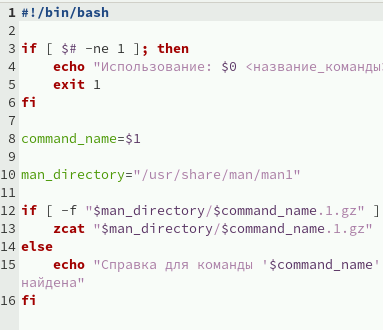 1 #!/bin/bash
2
3 if [ $# -ne 1 ]; then
4     echo "Использование: $0 <название_команды>
5     exit 1
6 fi
7
8 command_name=$1
9
10 man_directory="/usr/share/man/man1"
11
12 if [ -f "$man_directory/$command_name.1.gz" ]
13     zcat "$man_directory/$command_name.1.gz"
14 else
15     echo "Справка для команды '$command_name'
найдена"
16 fi